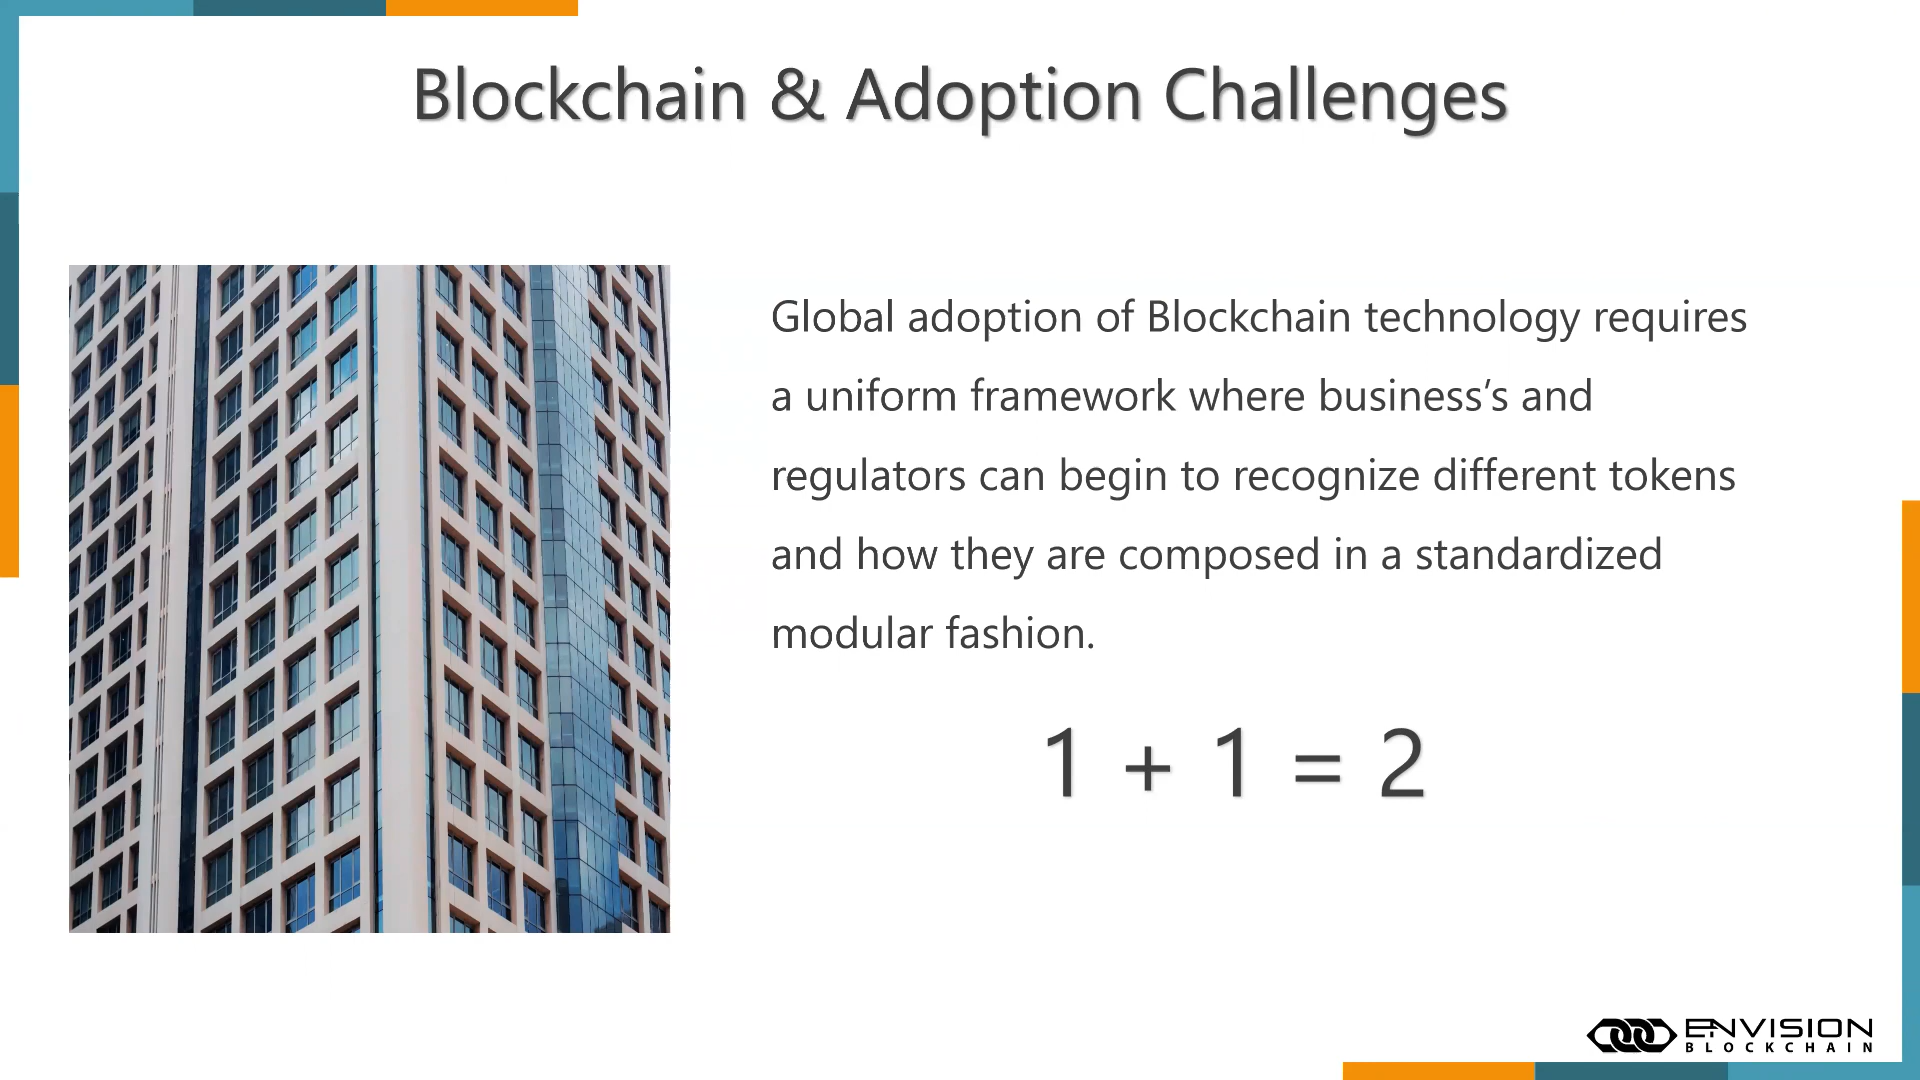 Blockchain & Adoption Challenges
Global adoption of Blockchain technology requires
a uniform framework where business’s and
regulators can begin to recognize different tokens
and how they are composed in a standardized
modular fashion.
1 + 1 = 2
ENVISION
BLOCKCHAIN